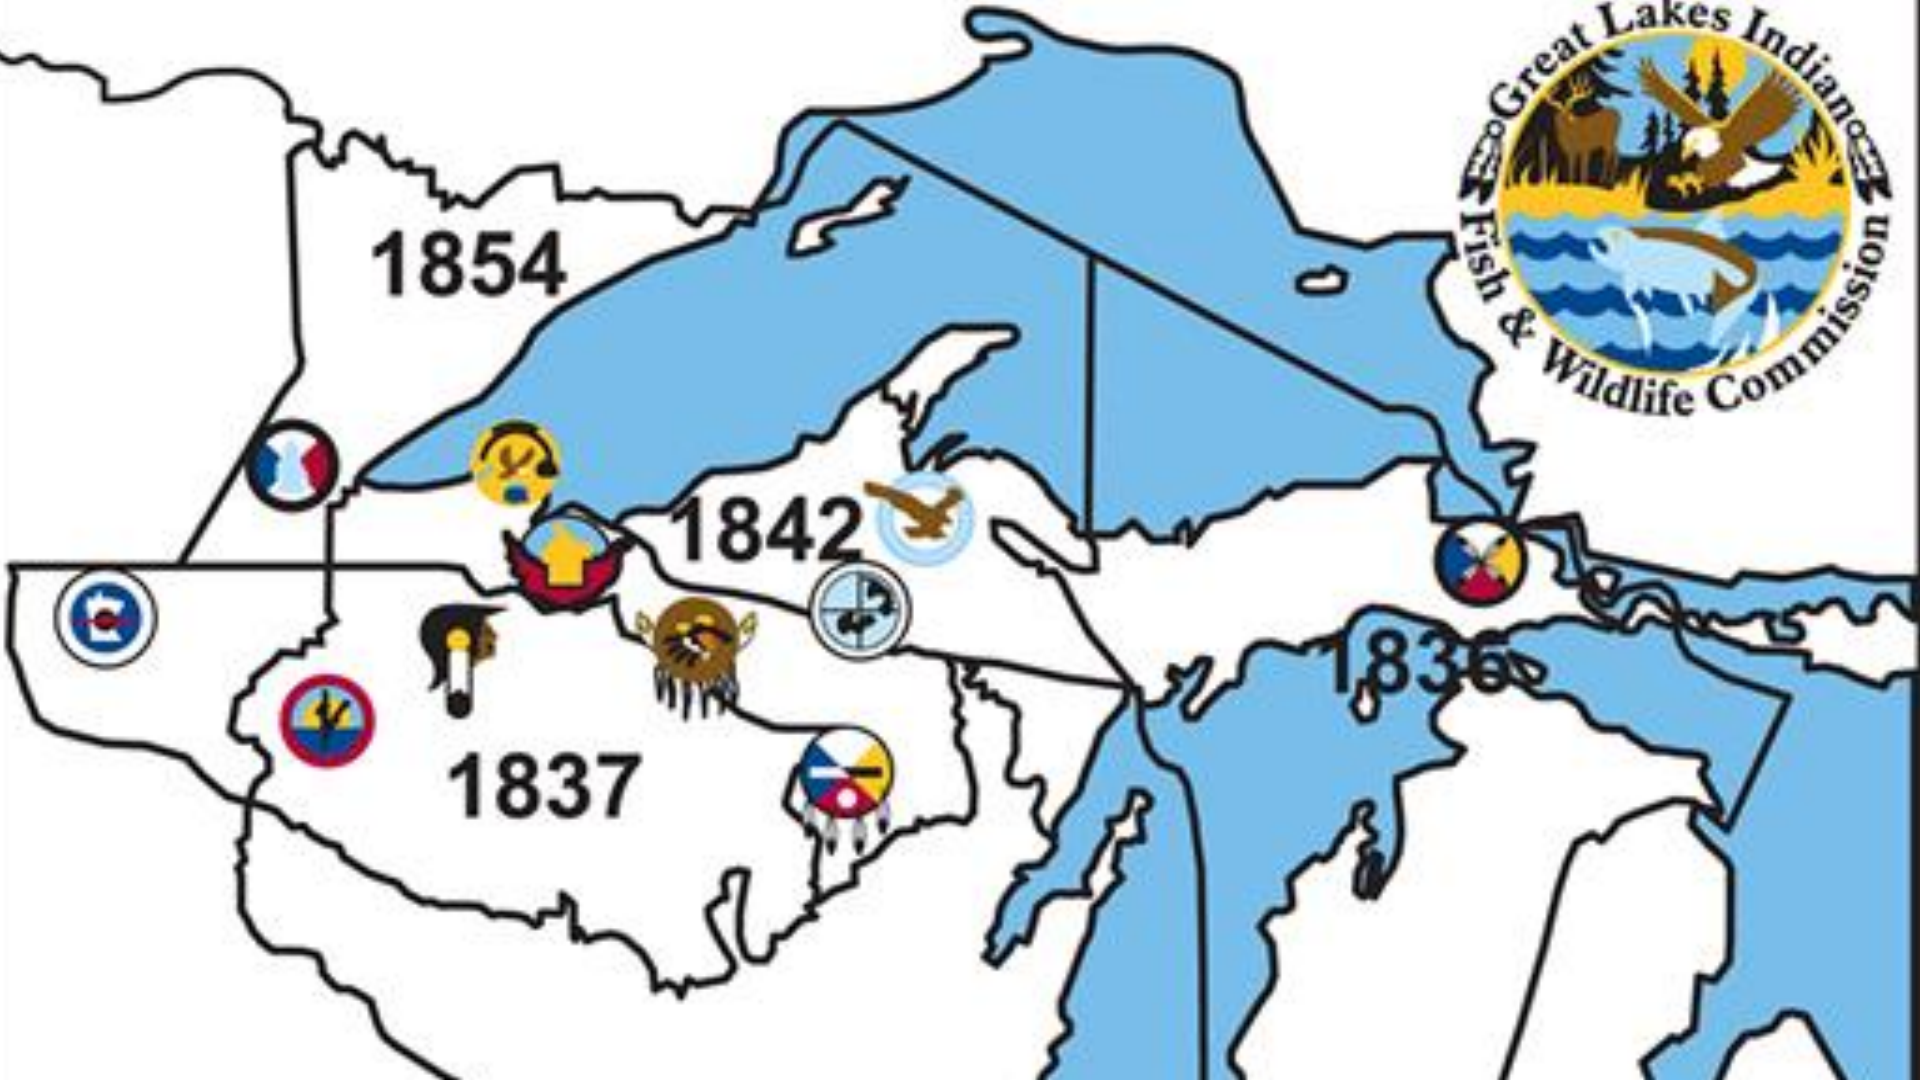 Great Lakes Indian
Fish & Wildlife Commission
1854
1842
1836
1837